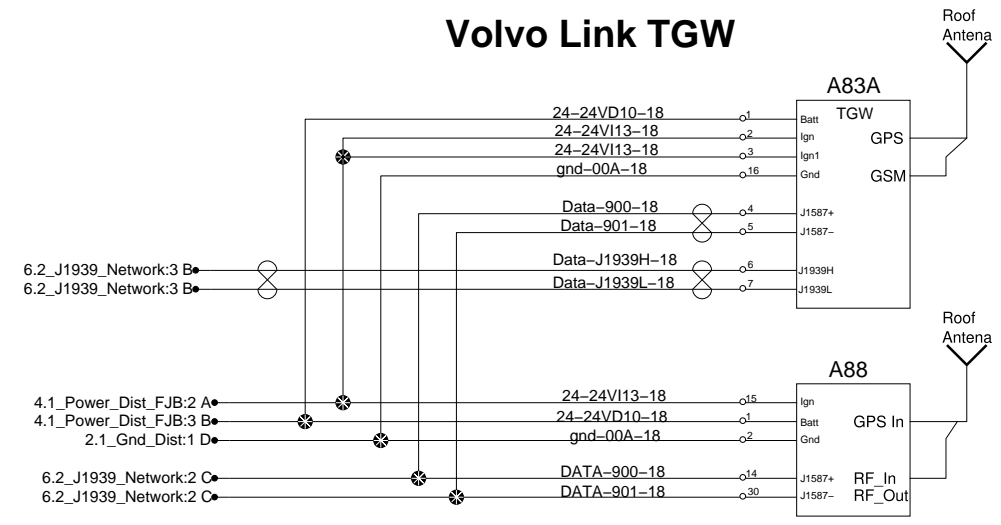 Volvo Link TGW
Roof
Antena
A83A
24−24VD10−18 1 Batt TGW
24−24VI13−18 2 Ign GPS
24−24VI13−18 3 Ign1
gnd−00A−18 16 Gnd GSM
Data−900−18 4 J1587+
Data−901−18 5 J1587−
6.2_J1939_Network:3 B Data−J1939H−18 6 J1939H
6.2_J1939_Network:3 B Data−J1939L−18 7 J1939L
Roof
Antena
A88
4.1_Power_Dist_FJB:2 A 24−24VI13−18 15 Ign
4.1_Power_Dist_FJB:3 B 24−24VD10−18 1 Batt GPS In
2.1_Gnd_Dist:1 D gnd−00A−18 2 Gnd
6.2_J1939_Network:2 C DATA−900−18 14 J1587+ RF_In
6.2_J1939_Network:2 C DATA−901−18 30 J1587− RF_Out